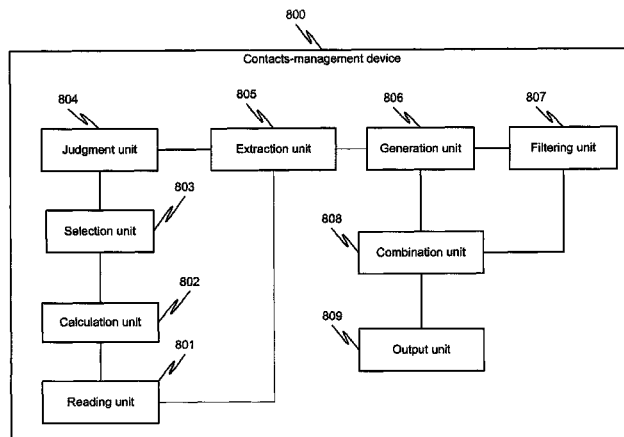 800
Contacts-management device
804
805
806
807
Judgment unit
Extraction unit
Generation unit
Filtering unit
803
Selection unit
808
Combination unit
802
Calculation unit
809
Output unit
801
Reading unit